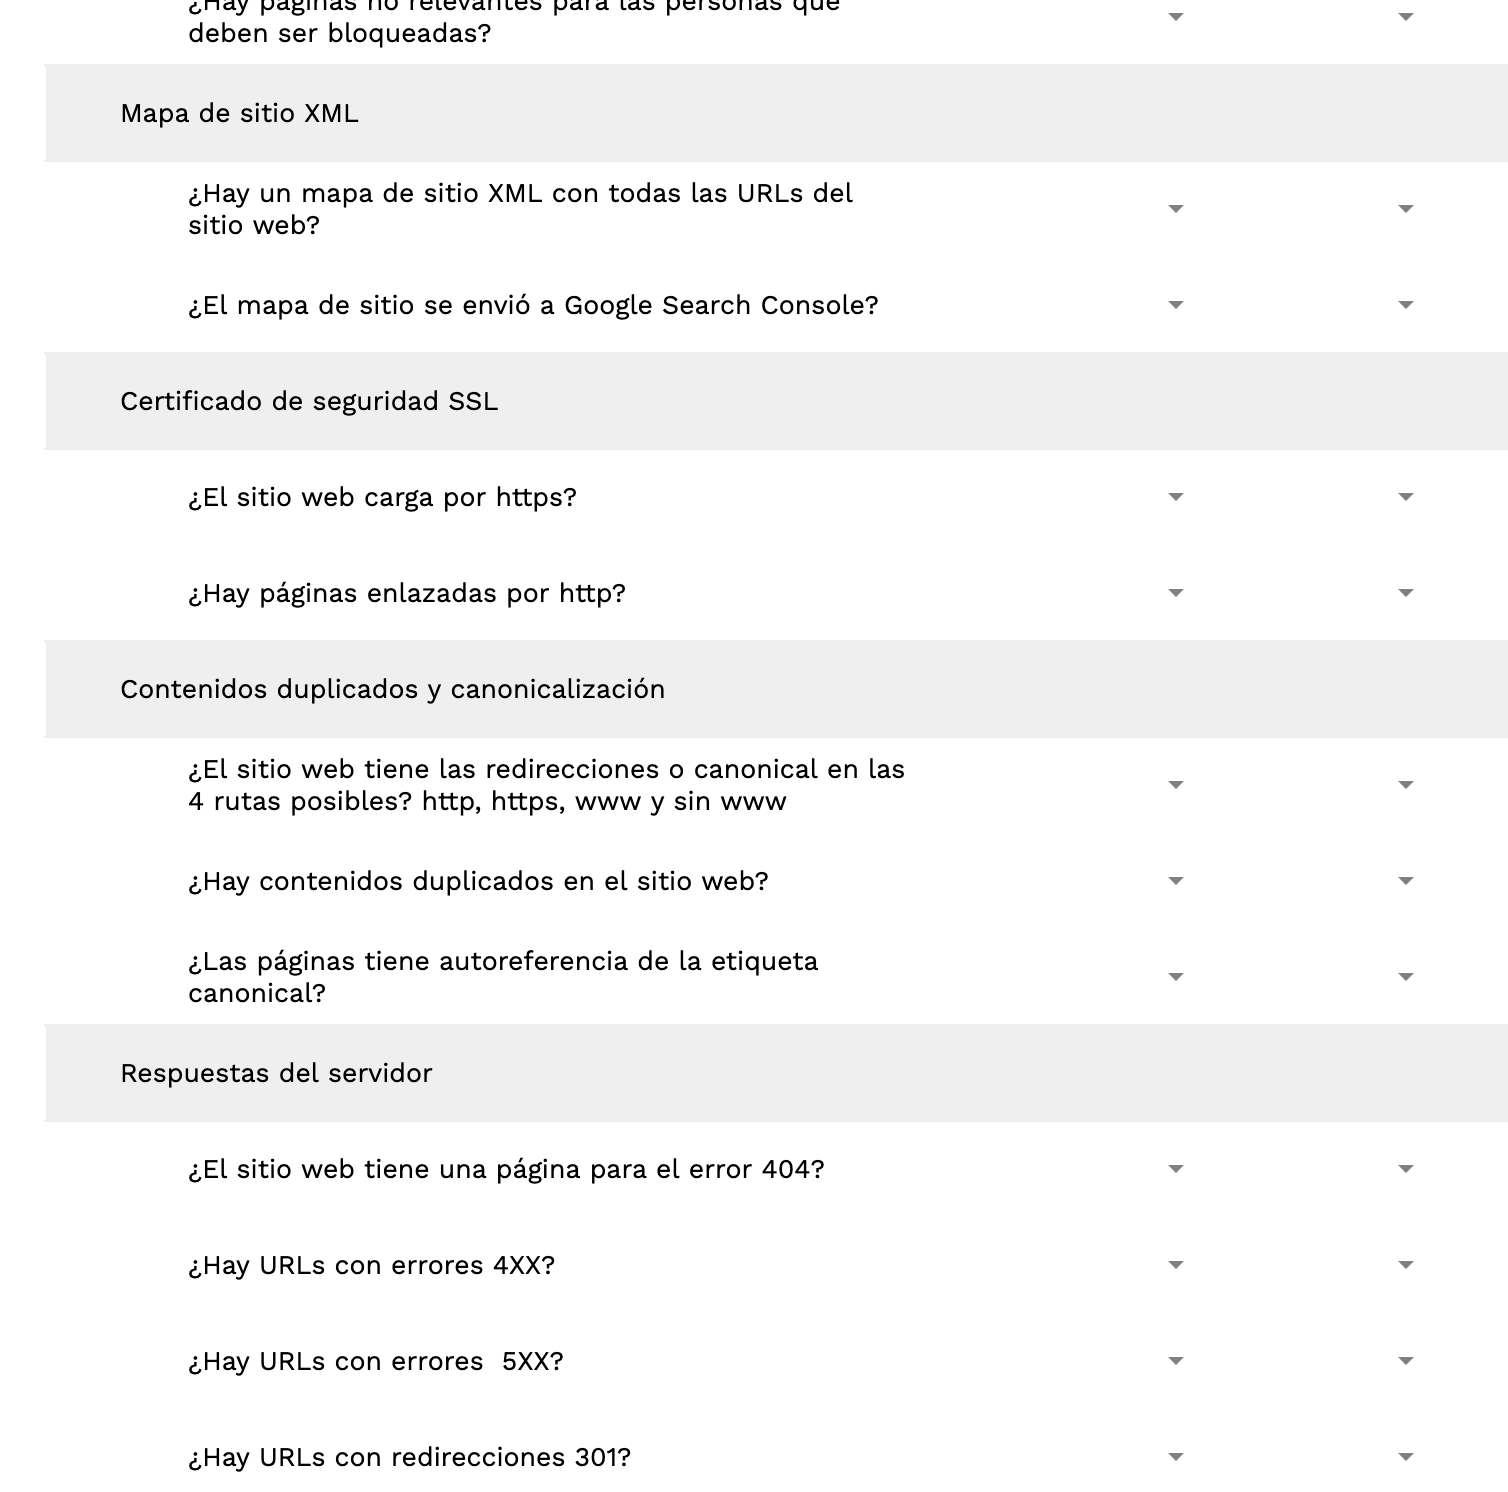 ¿Hay páginas no relevantes para las personas que
deben ser bloqueadas?
Mapa de sitio XML
¿Hay un mapa de sitio XML con todas las URLs del
sitio web?
¿El mapa de sitio se envió a Google Search Console?
Certificado de seguridad SSL
¿El sitio web carga por https?
¿Hay páginas enlazadas por http?
Contenidos duplicados y canonicalización
¿El sitio web tiene las redirecciones o canonical en las
4 rutas posibles? http, https, www y sin www
¿Hay contenidos duplicados en el sitio web?
¿Las páginas tiene autoreferencia de la etiqueta
canonical?
Respuestas del servidor
¿El sitio web tiene una página para el error 404?
¿Hay URLs con errores 4XX?
¿Hay URLs con errores  5XX?
¿Hay URLs con redirecciones 301?